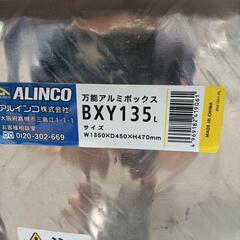 ALINCO
アルインコ株式会社
大阪府高槻市三島江1-1-1
お客様相談室
0120-302-669
万能アルミボックス
BXY135L
サイズ
W1350×D450×H470mm
4969182419061
MADE IN CHINA